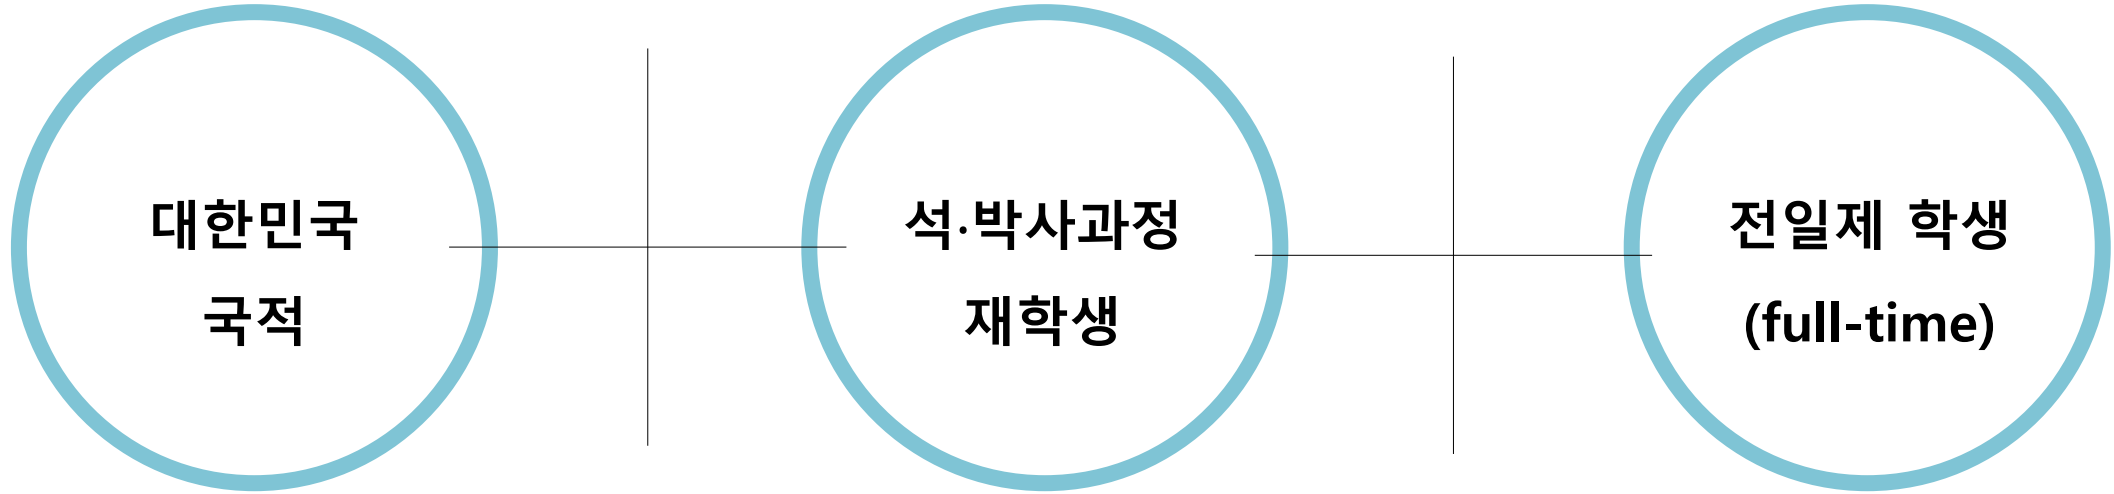 대한민국
국적
석·박사과정
재학생
전일제 학생
(full-time)